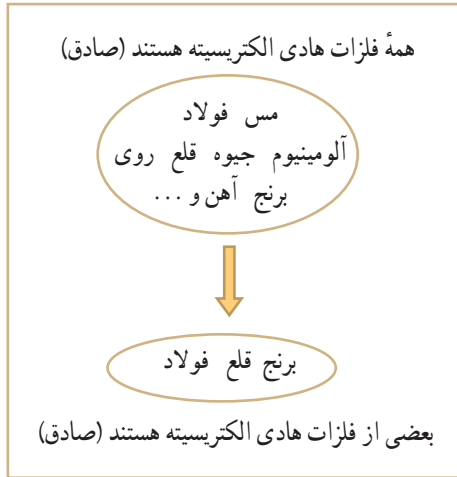 همهٔ فلزات هادی الکتریسیته هستند (صادق)
مس فولاد
آلومینیوم جیوه قلع روی
برنج آهن و ...
برنج قلع فولاد
بعضی از فلزات هادی الکتریسیته هستند (صادق)